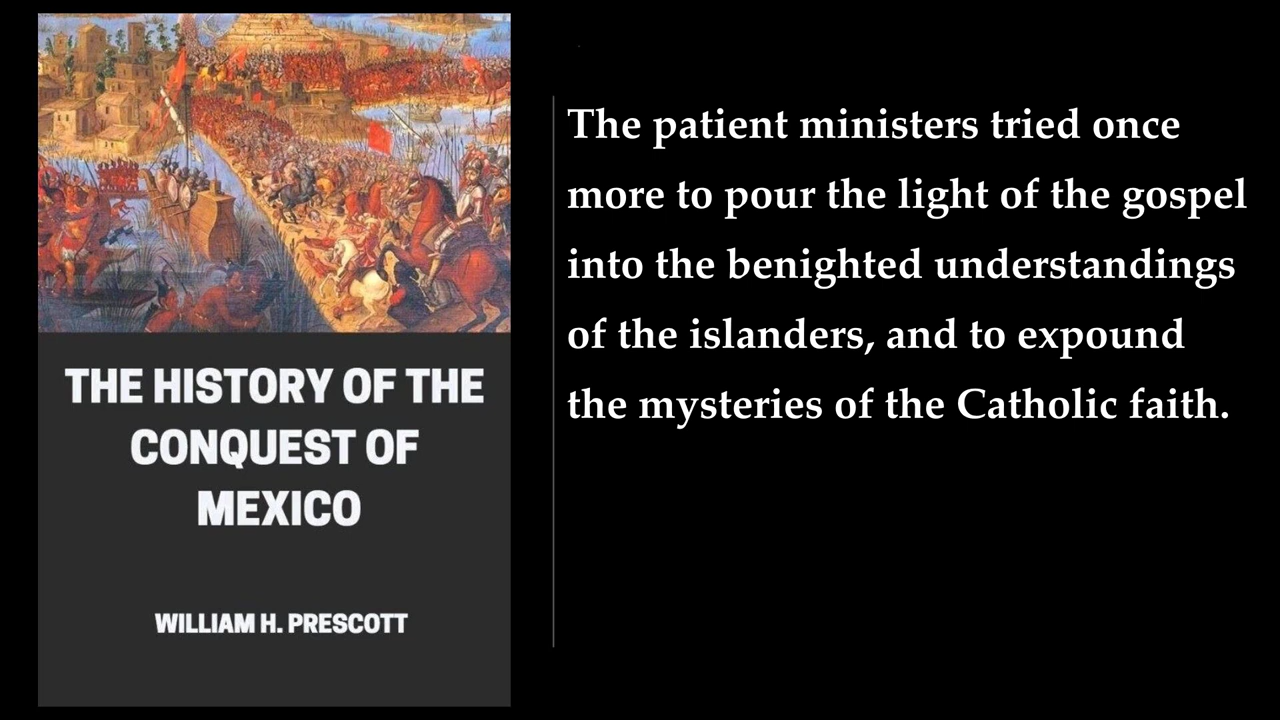 THE HISTORY OF THE
CONQUEST OF
MEXICO
WILLIAM H. PRESCOTT
The patient ministers tried once
more to pour the light of the gospel
into the benighted understandings
of the islanders, and to expound
the mysteries of the Catholic faith.